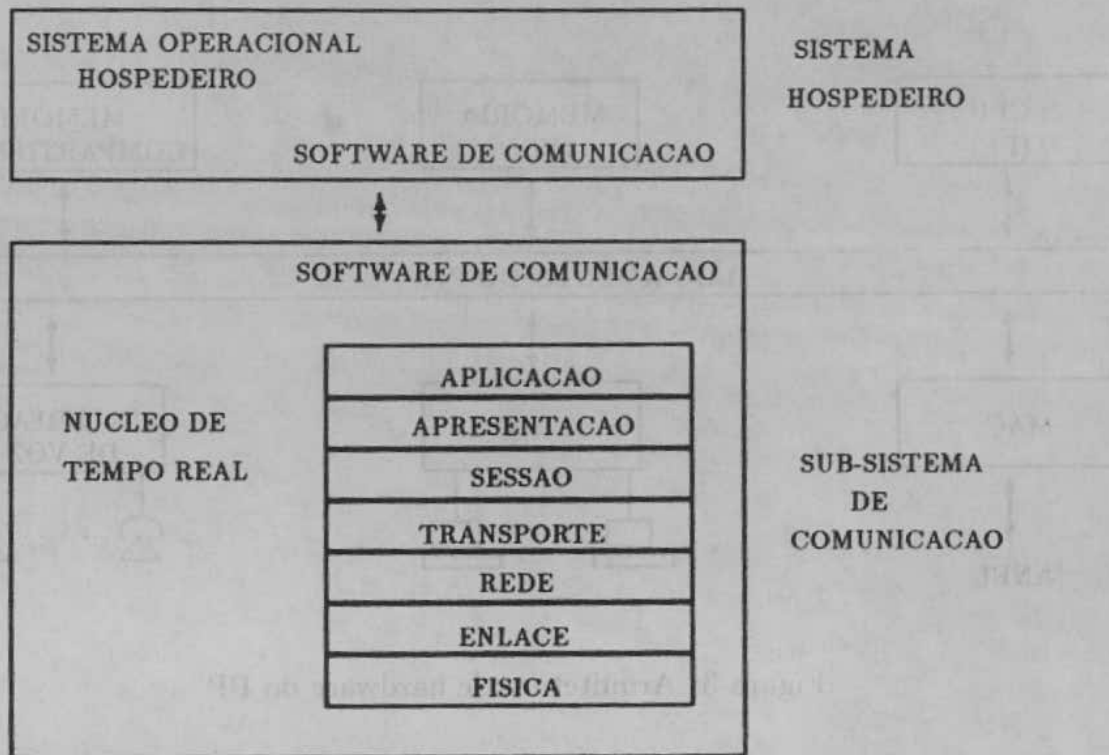 SISTEMA OPERACIONAL
HOSPEDEIRO
SOFTWARE DE COMUNICACAO
SISTEMA
HOSPEDEIRO
SOFTWARE DE COMUNICACAO
NUCLEO DE
TEMPO REAL
APLICACAO
APRESENTACAO
SESSAO
TRANSPORTE
REDE
ENLACE
FISICA
SUB-SISTEMA
DE
COMUNICACAO